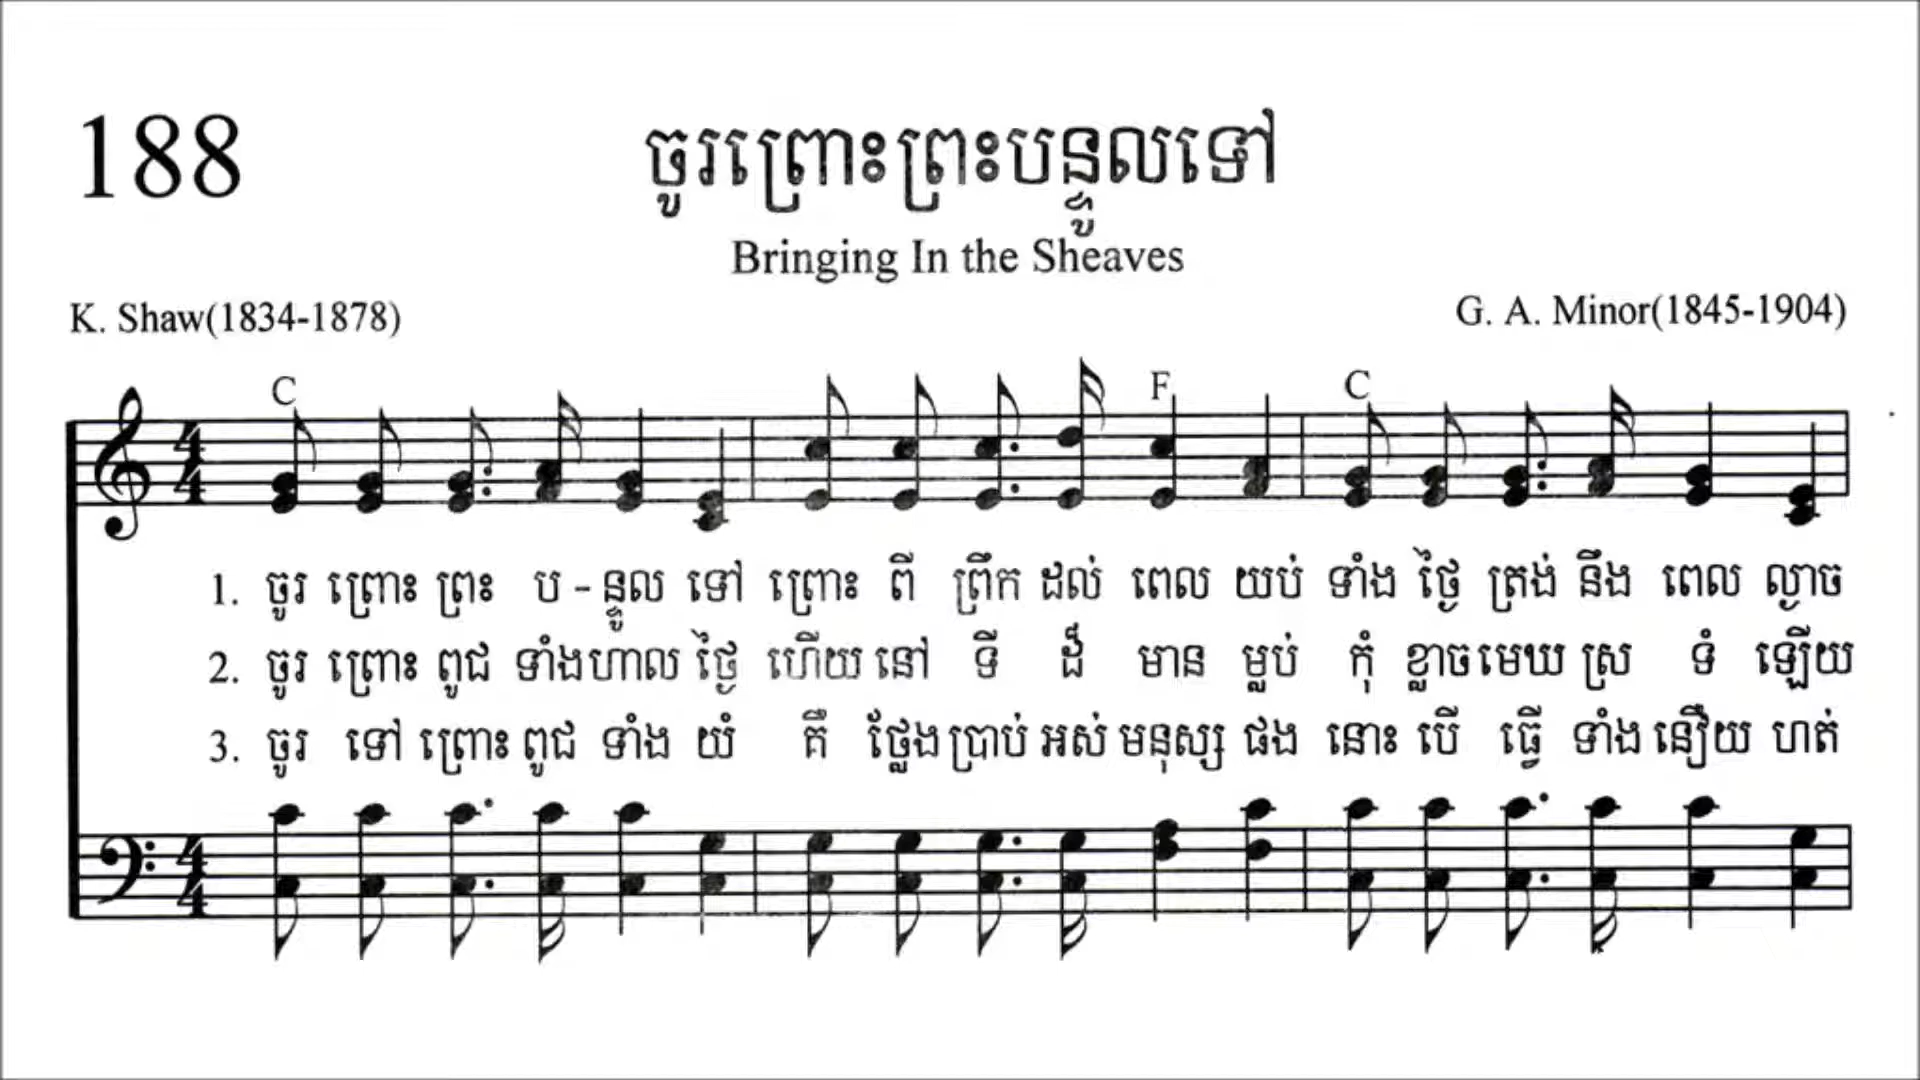 188
ចូរព្រោះព្រះបន្ទូលទៅ
Bringing In the Sheaves
K. Shaw(1834-1878)
G. A. Minor(1845-1904)
C F C
1. ចូរ ព្រោះ ព្រះ ប - ន្ទូល ទៅ ព្រោះ ពី ព្រឹក ដល់ ពេល យប់ ទាំង ថ្ងៃ ត្រង់ នឹង ពេល ល្ងាច
2. ចូរ ព្រោះ ពូជ ទាំង ហាល ថ្ងៃ ហើយ នៅ ទី ដ៏ មាន ម្លប់ កុំ ខ្លាច មេឃ ស្រ ទំ ឡើយ
3. ចូរ ទៅ ព្រោះ ពូជ ទាំង យំ គឺ ថ្លែង ប្រាប់ អស់ មនុស្ស ផង នោះ បើ ធ្វើ ទាំង នឿយ ហត់